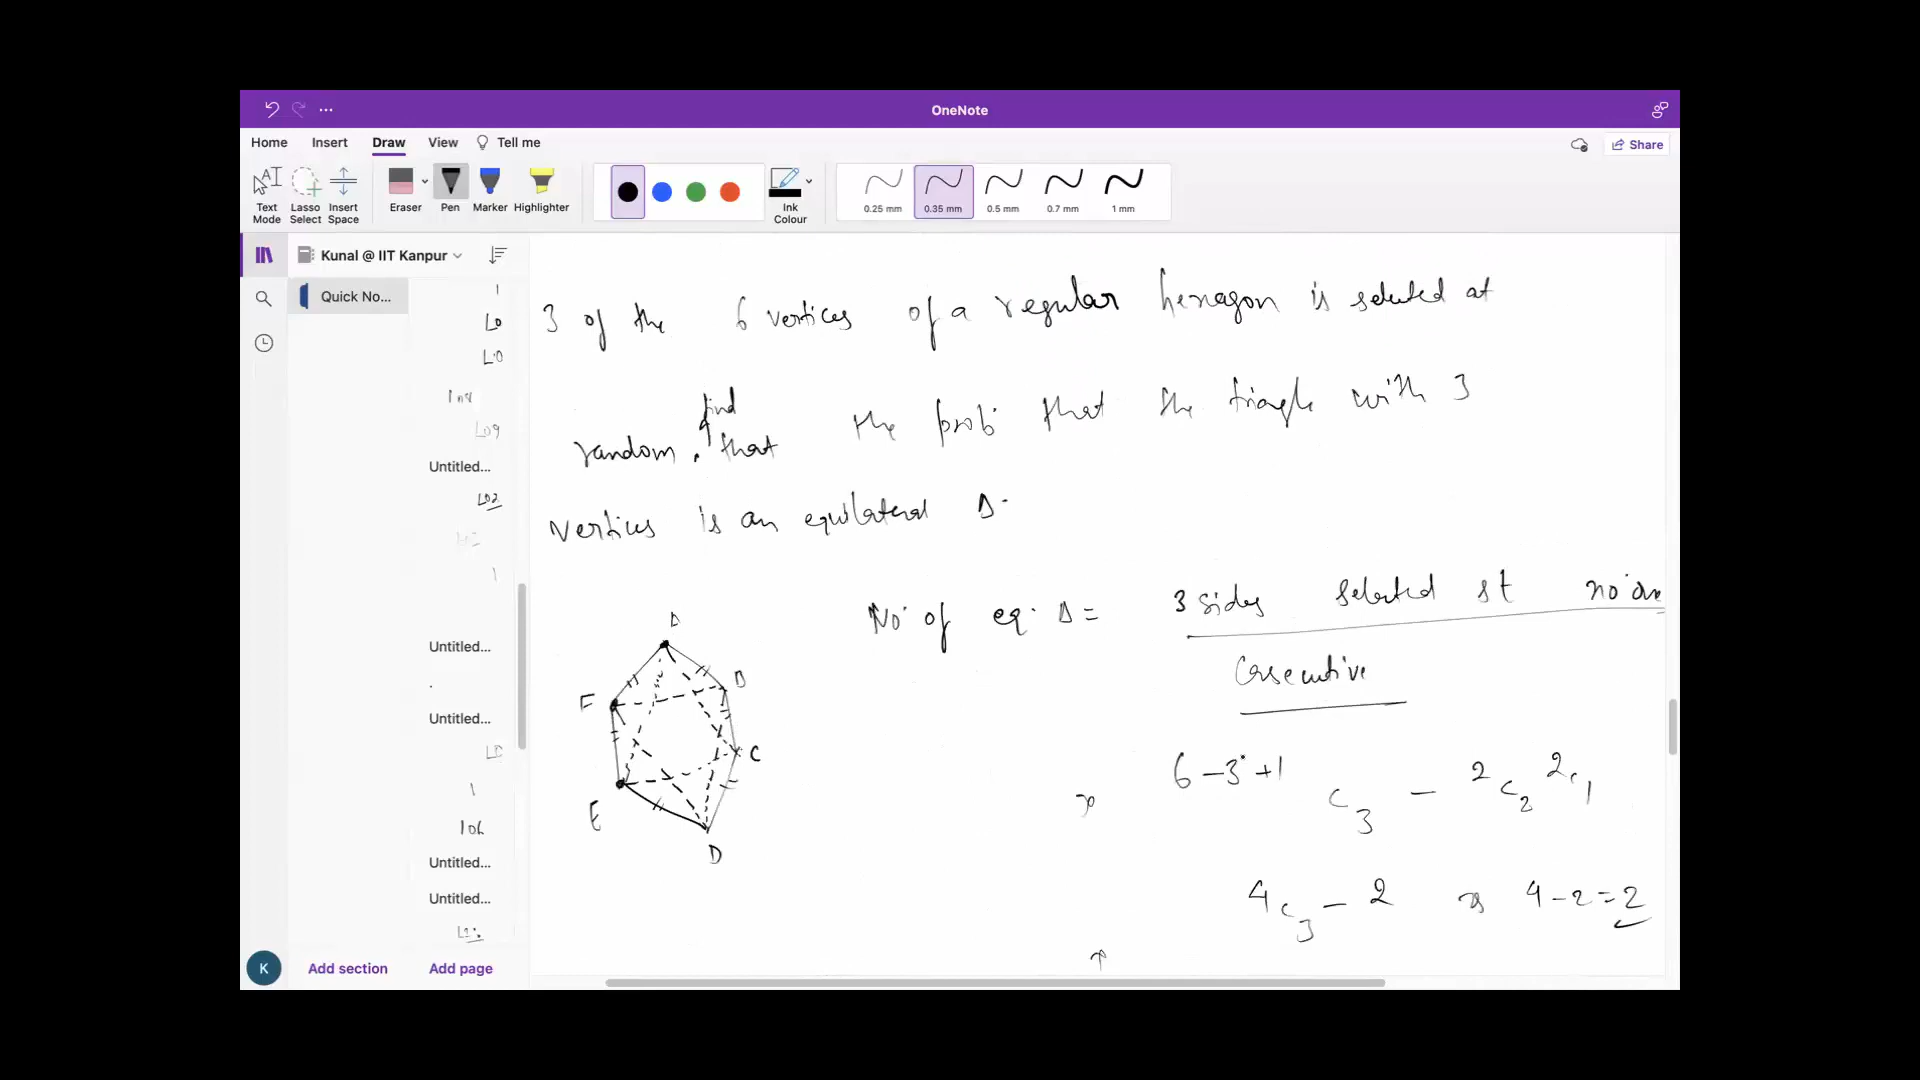 OneNote
Home Insert Draw View Tell me
Share
Text Mode
Lasso Select
Insert Space
Eraser
Pen
Marker
Highlighter
Ink Colour
0.25 mm
0.35 mm
0.5 mm
0.7 mm
1 mm
Kunal @ IIT Kanpur
Quick No...
Untitled...
L02
Untitled...
Untitled...
Untitled...
Untitled...
K
Add section
Add page
3 of the 6 vertices of a regular hexagon is selected at
random. find that the prob. that the triangle with 3
vertices is an equilateral Δ.
No. of eq. Δ = 3 sides selected st no. are
Consecutive
A
B
C
D
E
F
⇒ 6-3+1 C 3 - 2 C 2 2 C 1
4 C 3 - 2 ⇒ 4-2=2